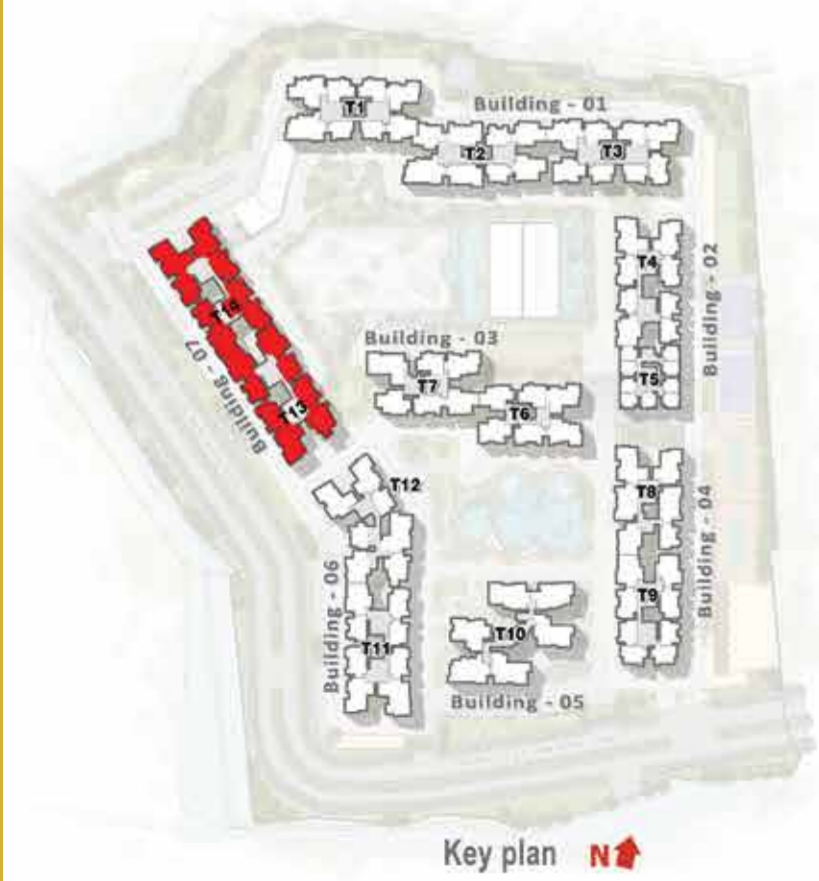 Building - 01
T1
T2
T3
T4
Building - 02
T5
Building - 03
T7
T6
T14
T13
Building - 07
T12
T8
Building - 04
T9
Building - 06
T11
T10
Building - 05
Key plan N